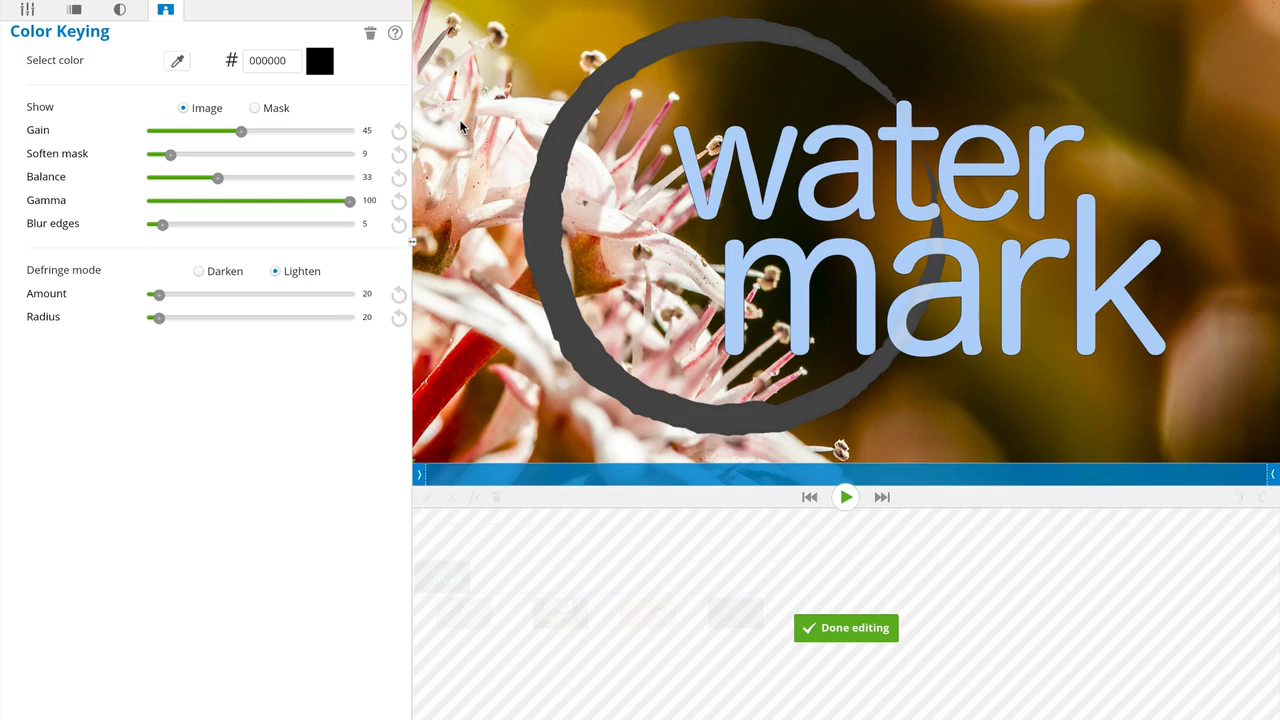 Color Keying
Select color # 000000
Show Image Mask
Gain 45
Soften mask 9
Balance 33
Gamma 100
Blur edges 5
Defringe mode Darken Lighten
Amount 20
Radius 20
water
mark
Done editing